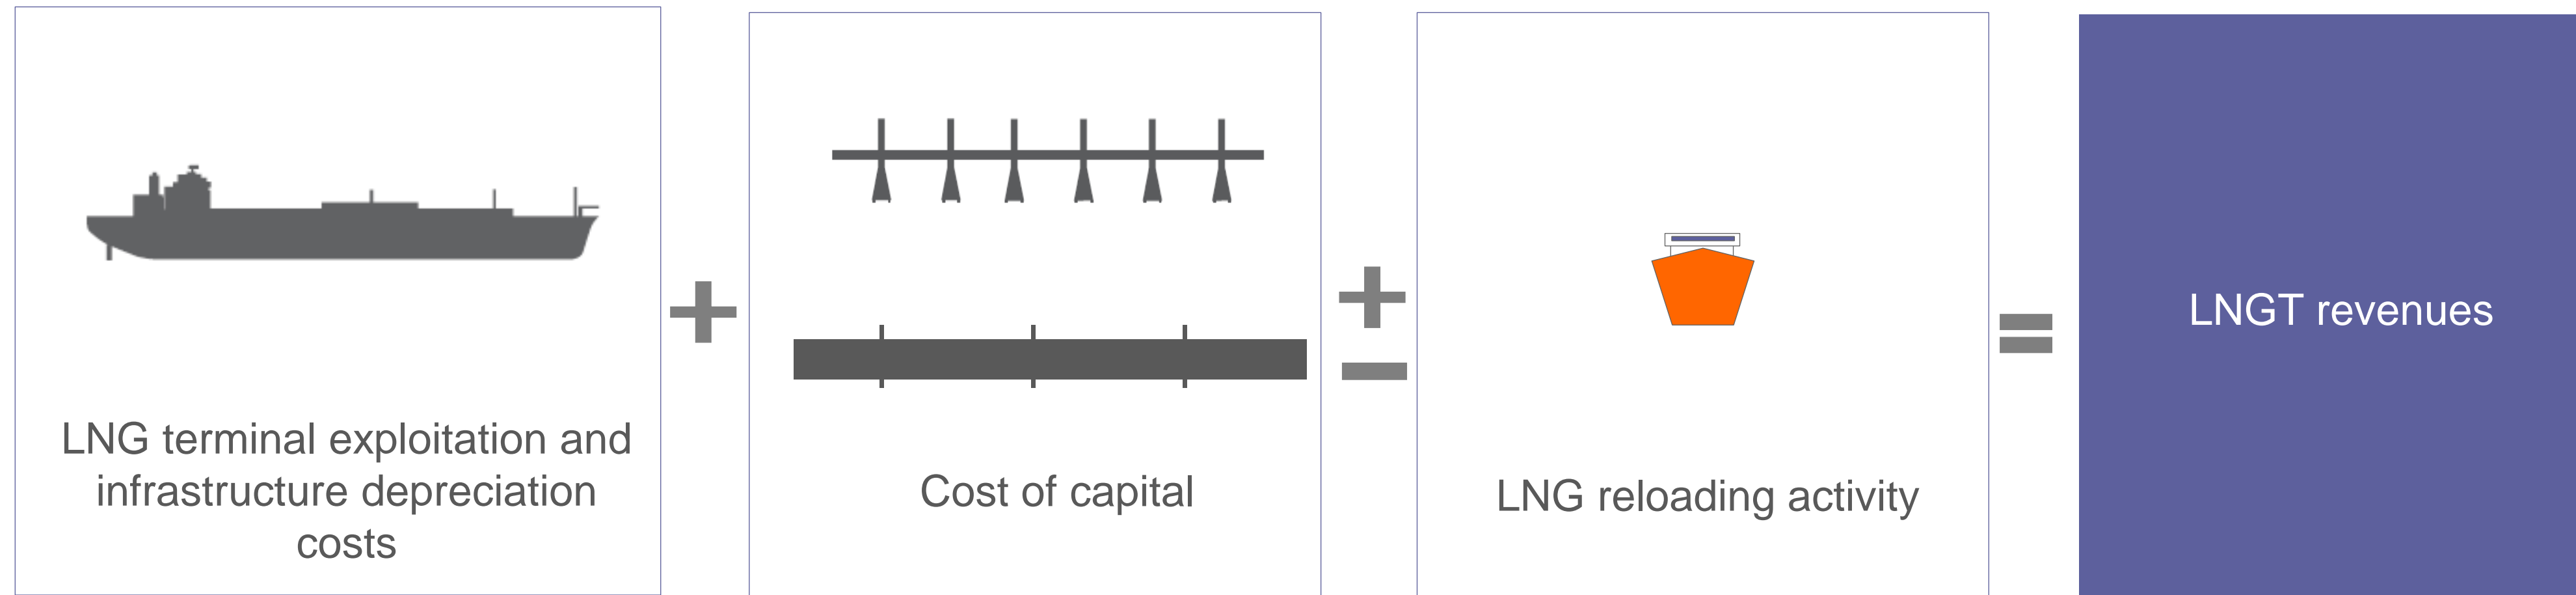 LNG terminal exploitation and
infrastructure depreciation
costs
+
Cost of capital
+
−
LNG reloading activity
=
LNGT revenues